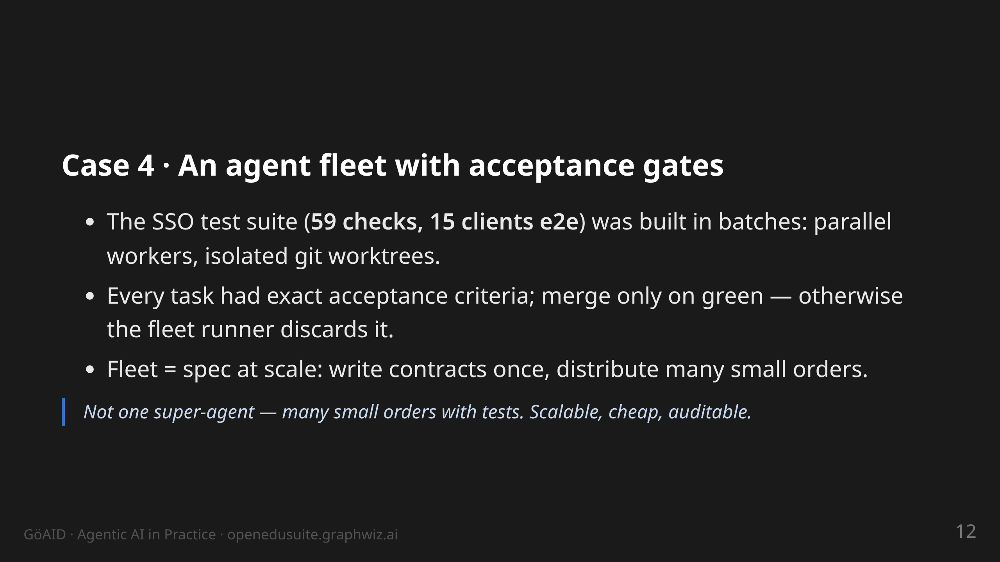 Case 4 · An agent fleet with acceptance gates
• The SSO test suite (59 checks, 15 clients e2e) was built in batches: parallel
workers, isolated git worktrees.
• Every task had exact acceptance criteria; merge only on green — otherwise
the fleet runner discards it.
• Fleet = spec at scale: write contracts once, distribute many small orders.
Not one super-agent — many small orders with tests. Scalable, cheap, auditable.
GöAID · Agentic AI in Practice · openedusuite.graphwiz.ai
12